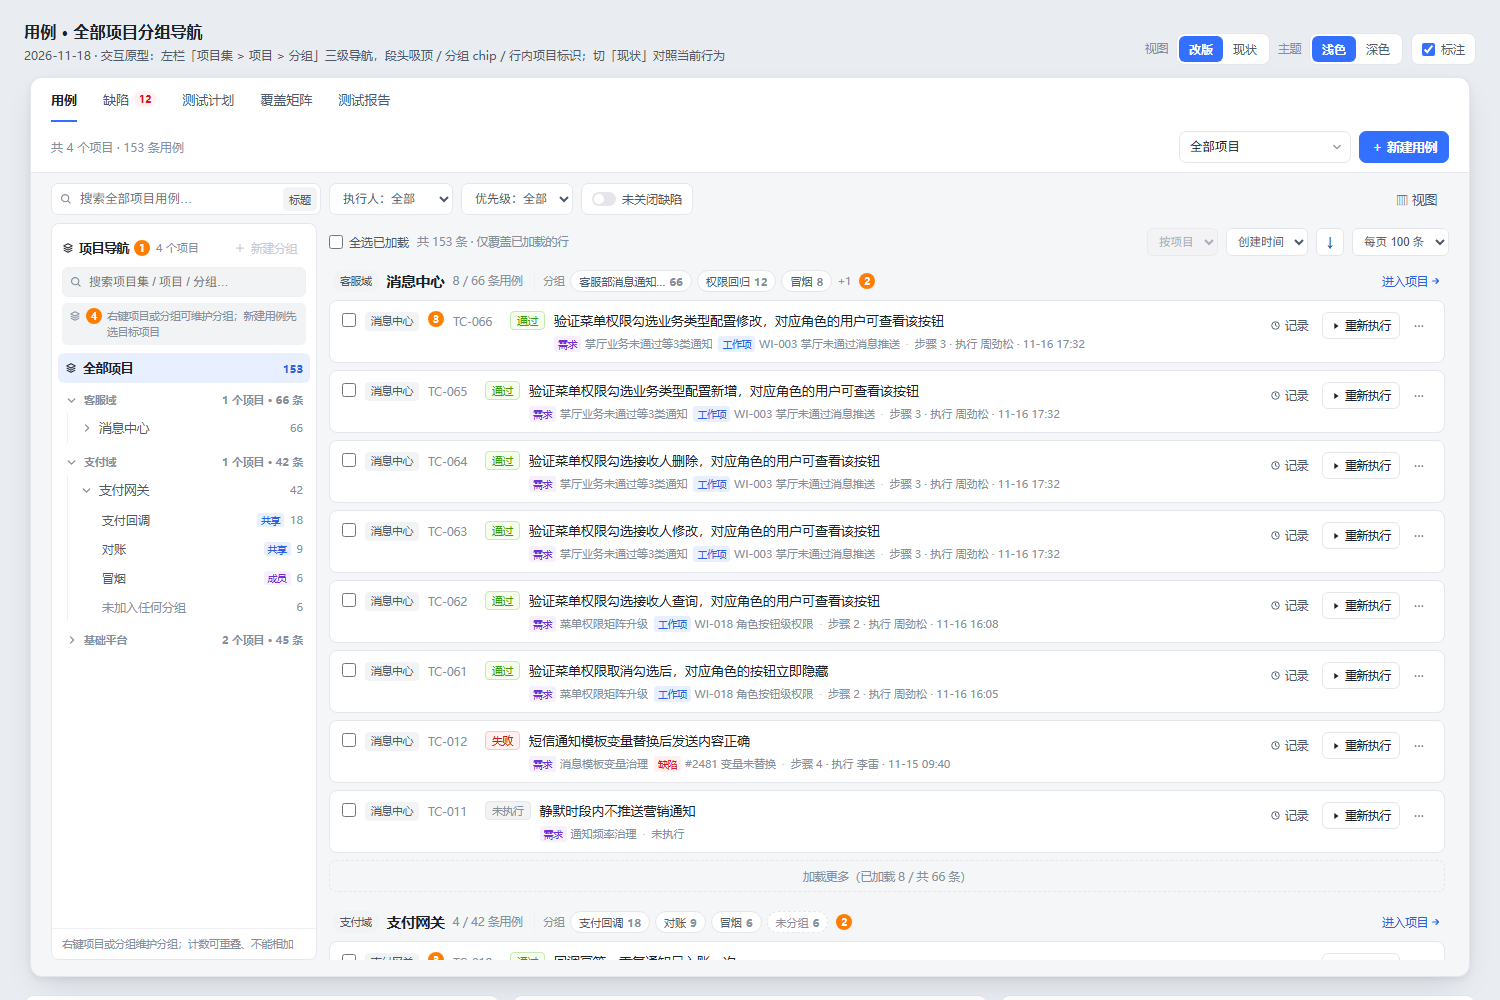 用例 • 全部项目分组导航
2026-11-18 · 交互原型：左栏「项目集 > 项目 > 分组」三级导航，段头吸顶 / 分组 chip / 行内项目标识；切「现状」对照当前行为
视图 改版 现状 主题 浅色 深色 标注
用例 缺陷 12 测试计划 覆盖矩阵 测试报告
共 4 个项目 · 153 条用例
全部项目
+ 新建用例
搜索全部项目用例… 标题
执行人：全部 优先级：全部 未关闭缺陷
视图
项目导航 1 4 个项目 + 新建分组
搜索项目集 / 项目 / 分组…
4 右键项目或分组可维护分组；新建用例先
选目标项目
全部项目 153
客服域 1 个项目 • 66 条
消息中心 66
支付域 1 个项目 • 42 条
支付网关 42
支付回调 共享 18
对账 共享 9
冒烟 成员 6
未加入任何分组 6
基础平台 2 个项目 • 45 条
右键项目或分组维护分组；计数可重叠、不能相加
全选已加载 共 153 条 · 仅覆盖已加载的行
按项目 创建时间 ↓ 每页 100 条
客服域 消息中心 8 / 66 条用例 分组 客服部消息通知... 66 权限回归 12 冒烟 8 +1 2 进入项目 →
消息中心 3 TC-066 通过 验证菜单权限勾选业务类型配置修改，对应角色的用户可查看该按钮 记录 重新执行 ···
需求 掌厅业务未通过等3类通知 工作项 WI-003 掌厅未通过消息推送 · 步骤 3 · 执行 周劲松 · 11-16 17:32
消息中心 TC-065 通过 验证菜单权限勾选业务类型配置新增，对应角色的用户可查看该按钮 记录 重新执行 ···
需求 掌厅业务未通过等3类通知 工作项 WI-003 掌厅未通过消息推送 · 步骤 3 · 执行 周劲松 · 11-16 17:32
消息中心 TC-064 通过 验证菜单权限勾选接收人删除，对应角色的用户可查看该按钮 记录 重新执行 ···
需求 掌厅业务未通过等3类通知 工作项 WI-003 掌厅未通过消息推送 · 步骤 3 · 执行 周劲松 · 11-16 17:32
消息中心 TC-063 通过 验证菜单权限勾选接收人修改，对应角色的用户可查看该按钮 记录 重新执行 ···
需求 掌厅业务未通过等3类通知 工作项 WI-003 掌厅未通过消息推送 · 步骤 3 · 执行 周劲松 · 11-16 17:32
消息中心 TC-062 通过 验证菜单权限勾选接收人查询，对应角色的用户可查看该按钮 记录 重新执行 ···
需求 菜单权限矩阵升级 工作项 WI-018 角色按钮级权限 · 步骤 2 · 执行 周劲松 · 11-16 16:08
消息中心 TC-061 通过 验证菜单权限取消勾选后，对应角色的按钮立即隐藏 记录 重新执行 ···
需求 菜单权限矩阵升级 工作项 WI-018 角色按钮级权限 · 步骤 2 · 执行 周劲松 · 11-16 16:05
消息中心 TC-012 失败 短信通知模板变量替换后发送内容正确 记录 重新执行 ···
需求 消息模板变量治理 缺陷 #2481 变量未替换 · 步骤 4 · 执行 李雷 · 11-15 09:40
消息中心 TC-011 未执行 静默时段内不推送营销通知 记录 重新执行 ···
需求 通知频率治理 · 未执行
加载更多（已加载 8 / 共 66 条）
支付域 支付网关 4 / 42 条用例 分组 支付回调 18 对账 9 冒烟 6 未分组 6 2 进入项目 →